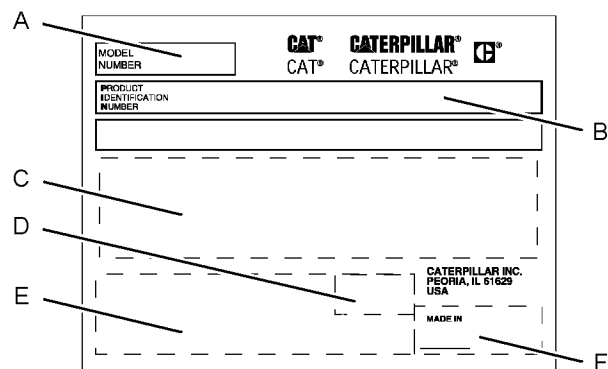 A
MODEL
NUMBER
CAT® CATERPILLAR® C®
CAT® CATERPILLAR®
PRODUCT
IDENTIFICATION
NUMBER
B
C
D
CATERPILLAR INC.
PEORIA, IL 61629
USA
E
MADE IN
F